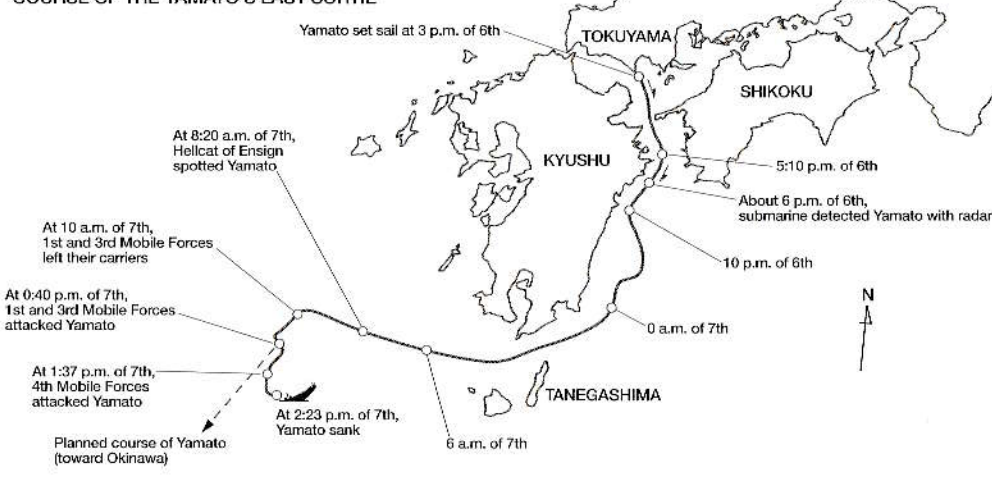 COURSE OF THE YAMATO'S LAST SORTIE
Yamato set sail at 3 p.m. of 6th
TOKUYAMA
SHIKOKU
At 8:20 a.m. of 7th,
Hellcat of Ensign
spotted Yamato
KYUSHU
5:10 p.m. of 6th
About 6 p.m. of 6th,
submarine detected Yamato with radar
At 10 a.m. of 7th,
1st and 3rd Mobile Forces
left their carriers
10 p.m. of 6th
At 0:40 p.m. of 7th,
1st and 3rd Mobile Forces
attacked Yamato
N
0 a.m. of 7th
At 1:37 p.m. of 7th,
4th Mobile Forces
attacked Yamato
TANEGASHIMA
At 2:23 p.m. of 7th,
Yamato sank
Planned course of Yamato
(toward Okinawa)
6 a.m. of 7th